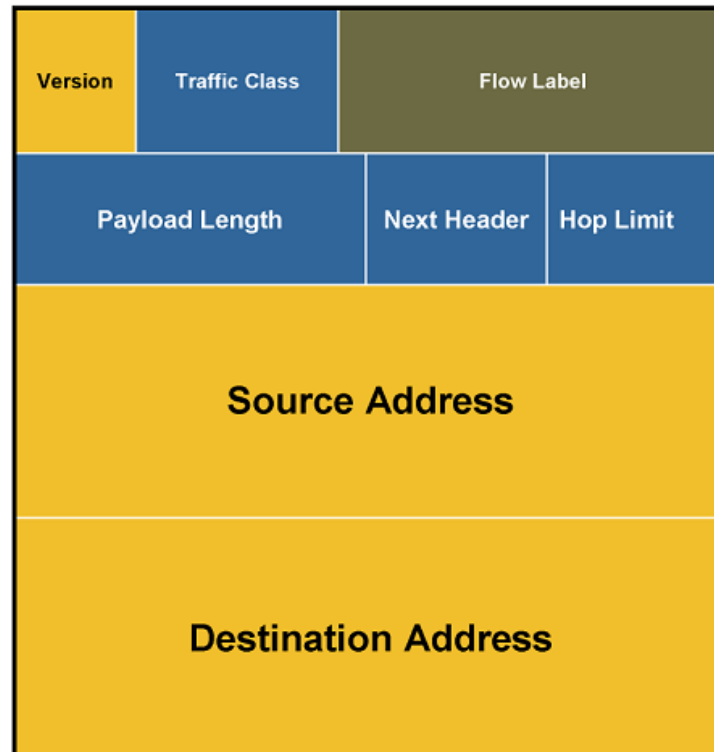 Version Traffic Class Flow Label
Payload Length Next Header Hop Limit
Source Address
Destination Address